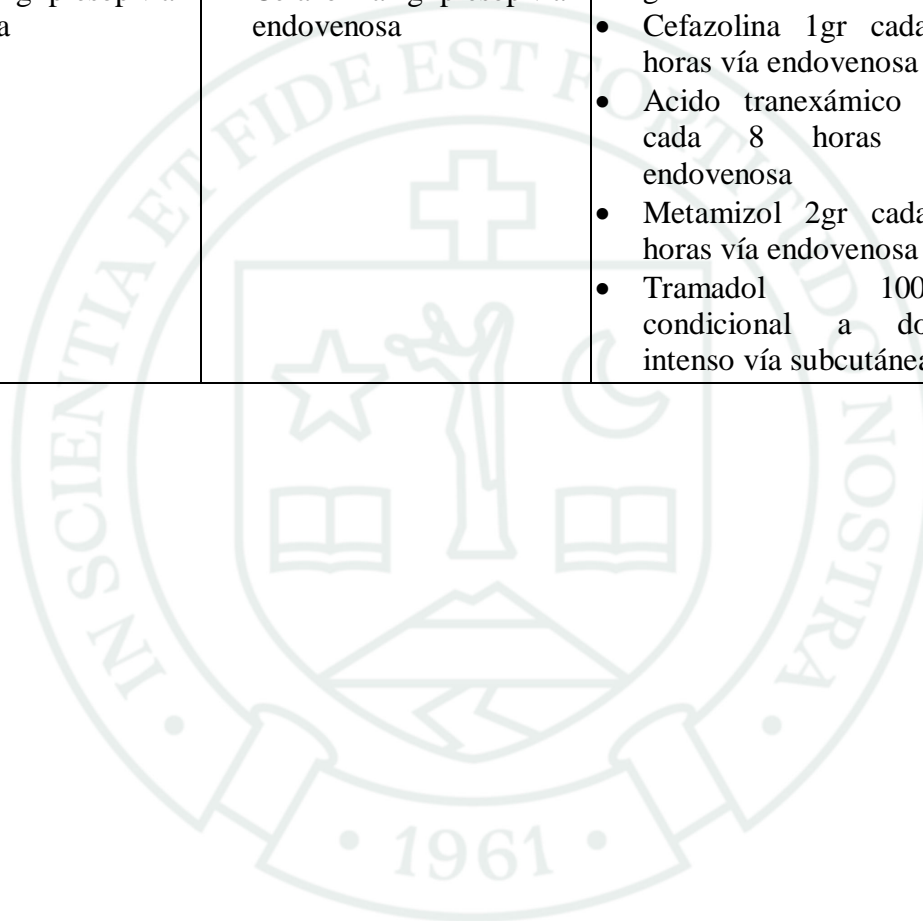 endovenosa
• Cefazolina 1gr cada
horas vía endovenosa
• Acido tranexámico
cada 8 horas
endovenosa
• Metamizol 2gr cada
horas vía endovenosa
• Tramadol 100
condicional a
intenso vía subcutánea
IN SCIENTIA ET FIDE EST FORTITUDO NOSTRA
• 1961 •